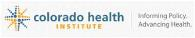 colorado health
INSTITUTE
Informing Policy.
Advancing Health.